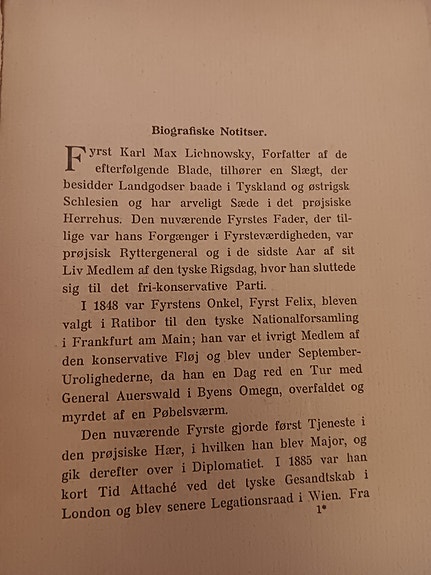 Biografiske Notitser.
Fyrst Karl Max Lichnowsky, Forfatter af de
efterfølgende Blade, tilhører en Slægt, der
besidder Landgodser baade i Tyskland og østrigsk
Schlesien og har arveligt Sæde i det prøjsiske
Herrehus. Den nuværende Fyrstes Fader, der til-
lige var hans Forgænger i Fyrsteværdigheden, var
prøjsisk Ryttergeneral og i de sidste Aar af sit
Liv Medlem af den tyske Rigsdag, hvor han sluttede
sig til det fri-konservative Parti.
I 1848 var Fyrstens Onkel, Fyrst Felix, bleven
valgt i Ratibor til den tyske Nationalforsamling
i Frankfurt am Main; han var et ivrigt Medlem af
den konservative Fløj og blev under September-
Urolighederne, da han en Dag red en Tur med
General Auerswald i Byens Omegn, overfaldet og
myrdet af en Pøbelsværm.
Den nuværende Fyrste gjorde først Tjeneste i
den prøjsiske Hær, i hvilken han blev Major, og
gik derefter over i Diplomatiet. I 1885 var han
kort Tid Attaché ved det tyske Gesandtskab i
London og blev senere Legationsraad i Wien. Fra
1*